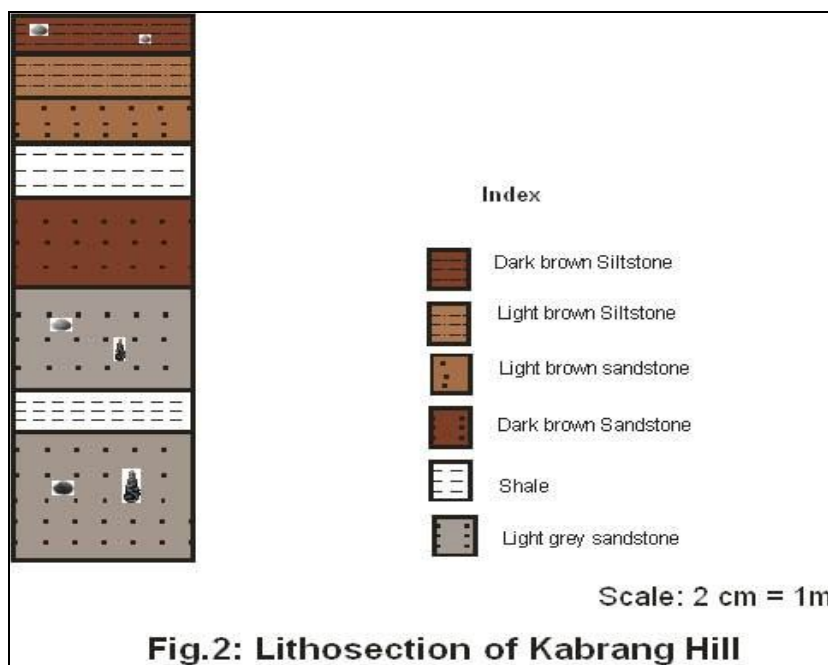 Index
Dark brown Siltstone
Light brown Siltstone
Light brown sandstone
Dark brown Sandstone
Shale
Light grey sandstone
Scale: 2 cm = 1m
Fig.2: Lithosection of Kabrang Hill